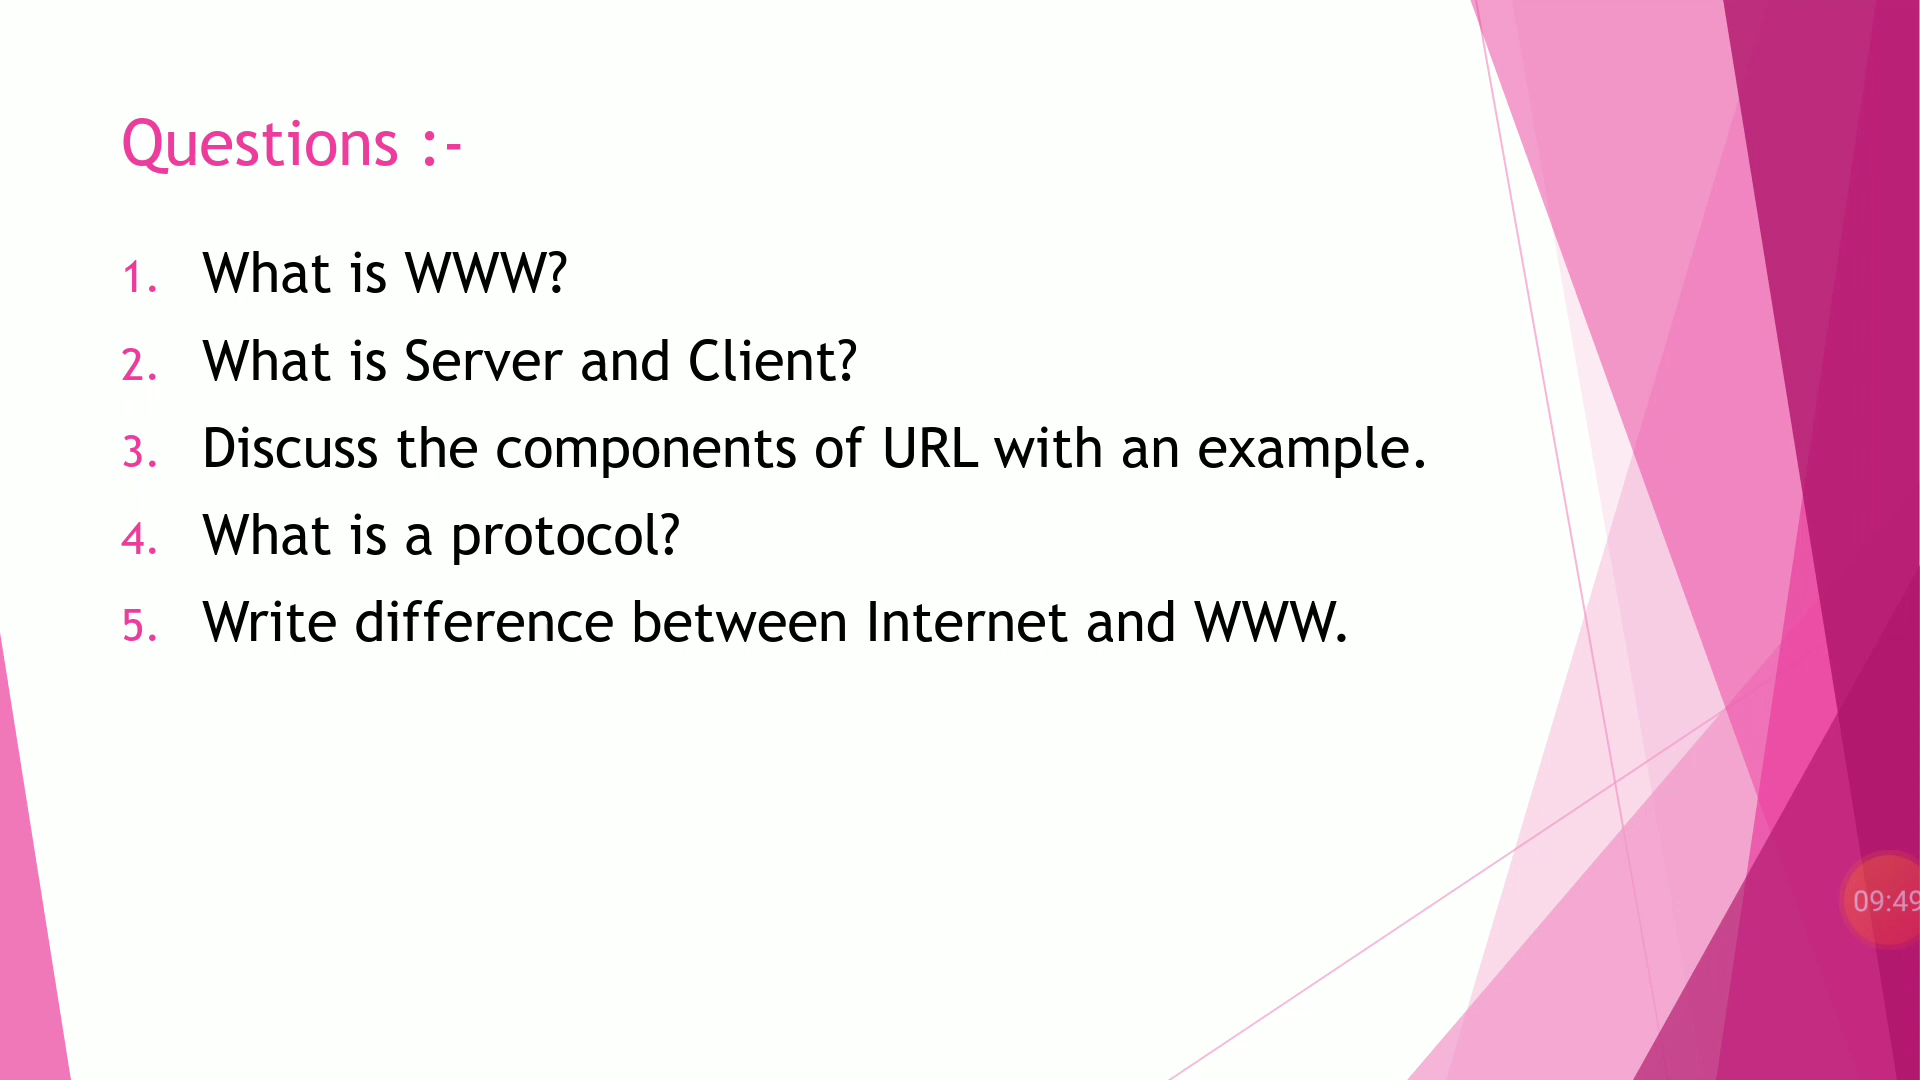 Questions :-
1. What is WWW?
2. What is Server and Client?
3. Discuss the components of URL with an example.
4. What is a protocol?
5. Write difference between Internet and WWW.
09:49